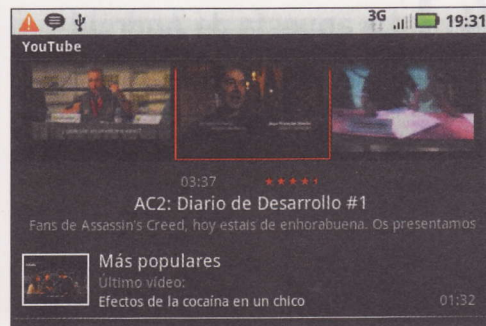 3G 19:31
YouTube
03:37
AC2: Diario de Desarrollo #1
Fans de Assassin's Creed, hoy estais de enhorabuena. Os presentamos
Más populares
Último vídeo:
Efectos de la cocaína en un chico 01:32